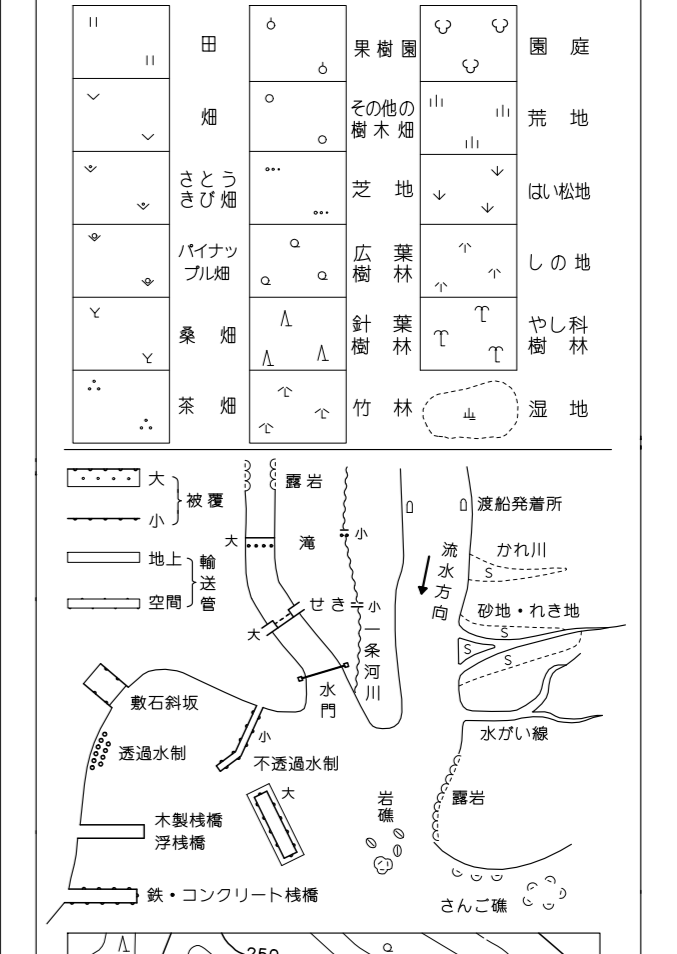 田
畑
さとう
きび畑
パイナッ
プル畑
桑畑
茶畑
果樹園
その他の
樹木畑
芝地
広葉
樹林
針葉
樹林
竹林
園庭
荒地
はい松地
しの地
やし科
樹林
湿地
大
小
被覆
地上
空間
輸送管
露岩
大
滝
小
せき
小
大
一条河川
水門
渡船発着所
流水方向
かれ川
S
砂地・れき地
S
S
S
水がい線
敷石斜坂
透過水制
小
不透過水制
大
木製桟橋
浮桟橋
鉄・コンクリート桟橋
岩礁
露岩
さんご礁
250